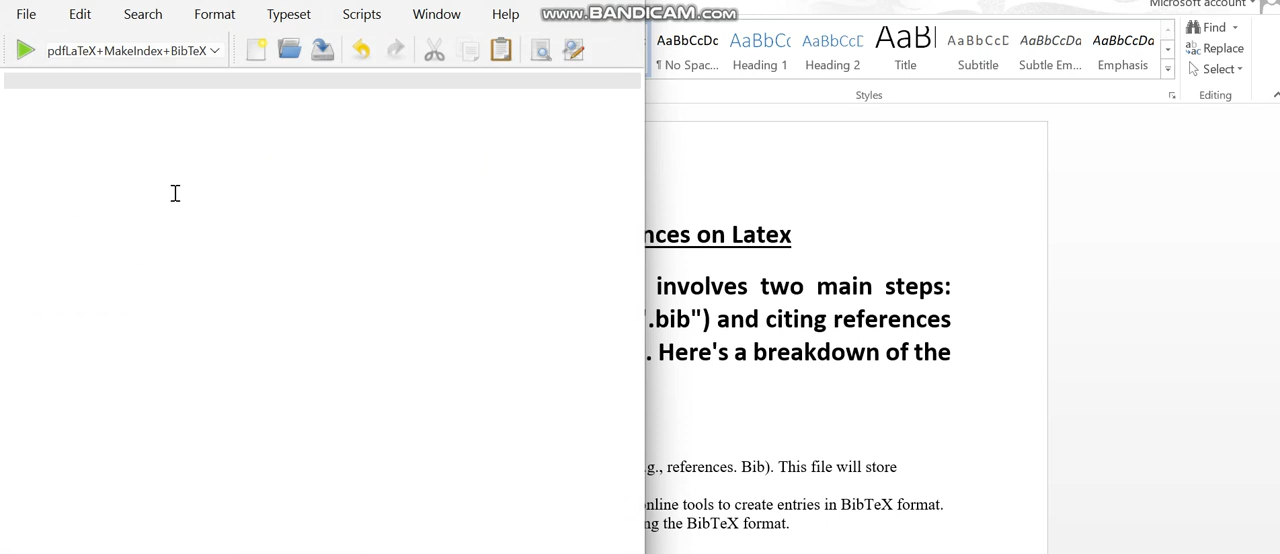 File Edit Search Format Typeset Scripts Window Help
www.BANDICAM.com
Microsoft account
pdfLaTeX+MakeIndex+BibTeX
AaBbCcDc AaBbCc AaBbCcD AaBl AaBbCcD AaBbCcDa AaBbCcDa
¶ No Spac... Heading 1 Heading 2 Title Subtitle Subtle Em... Emphasis
Find
Replace
Select
Styles
Editing
nces on Latex
involves two main steps:
".bib") and citing references
. Here's a breakdown of the
g., references. Bib). This file will store
online tools to create entries in BibTeX format.
ng the BibTeX format.